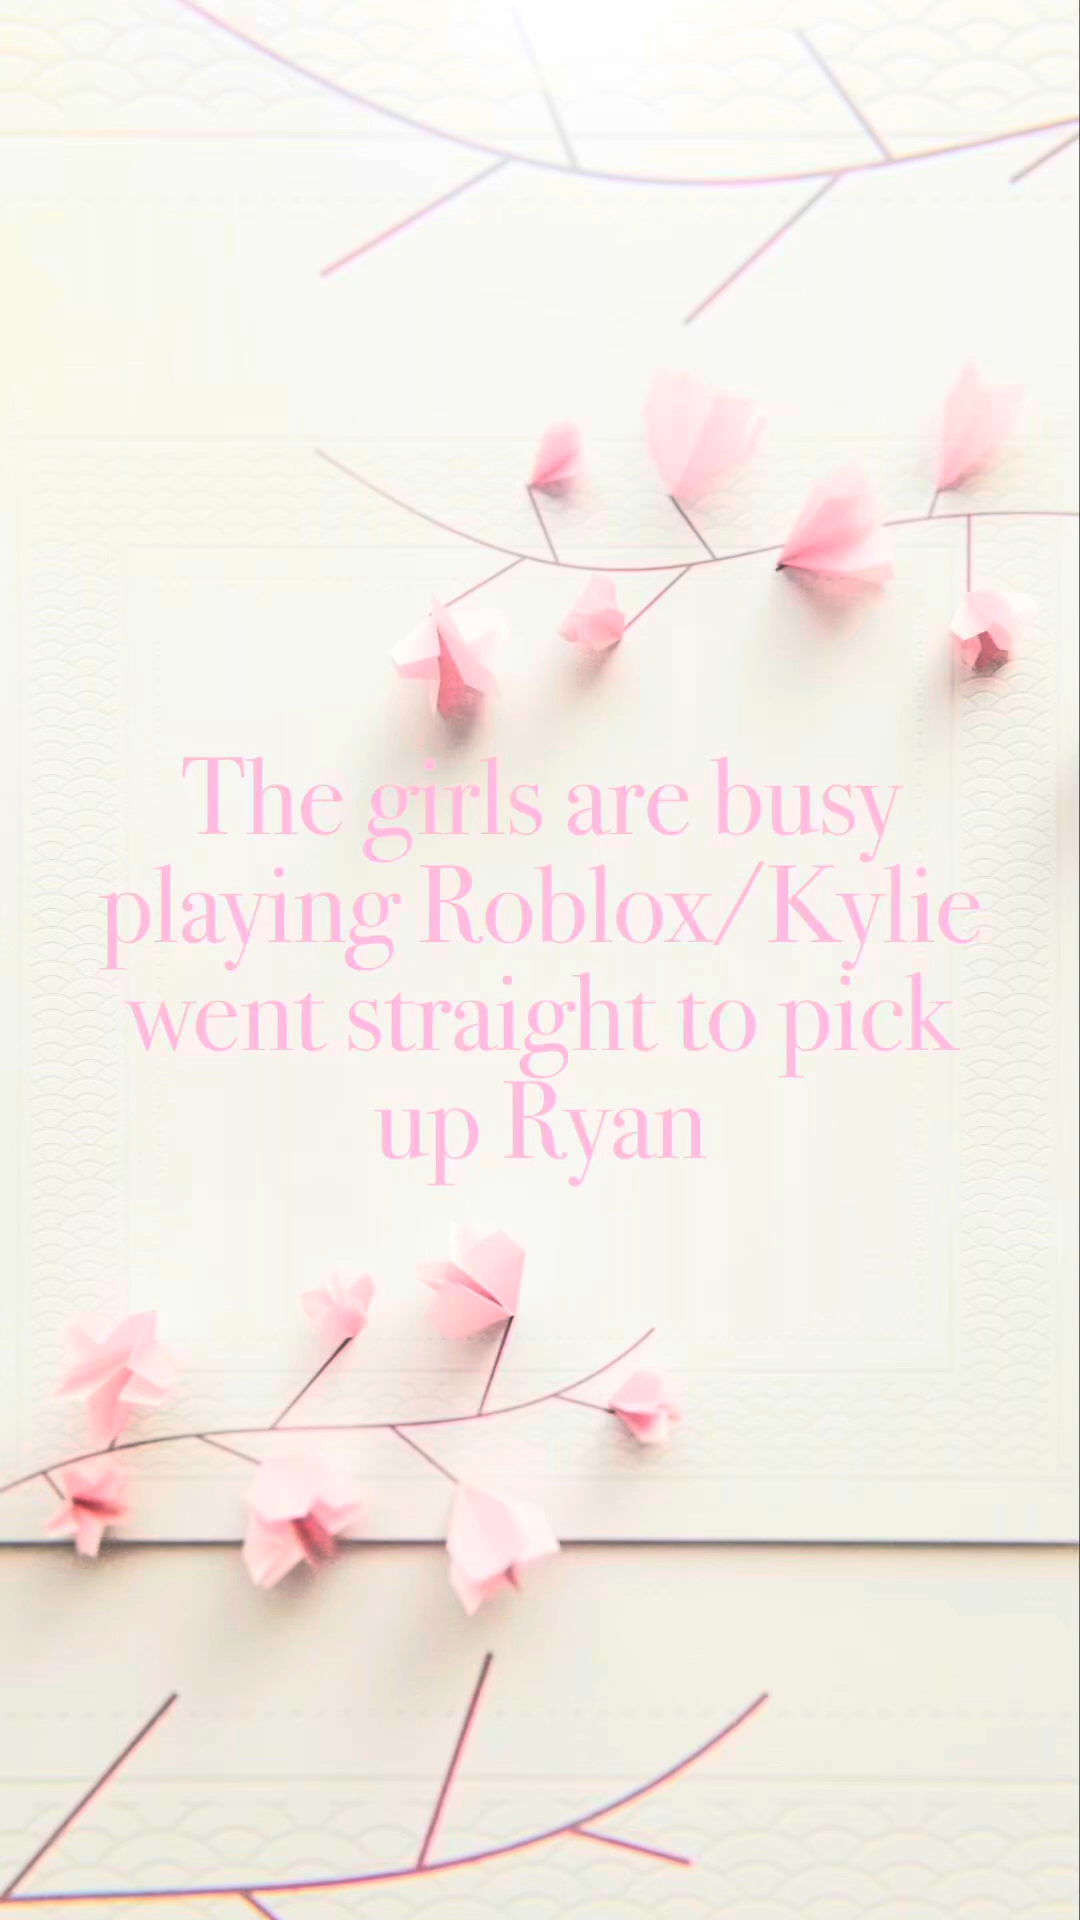 The girls are busy
playing Roblox/Kylie
went straight to pick
up Ryan